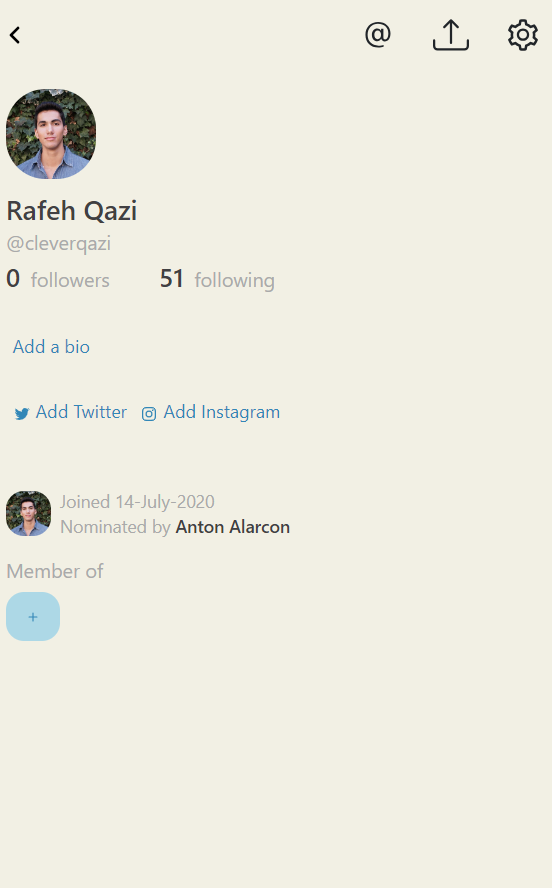 @
Rafeh Qazi
@cleverqazi
0 followers 51 following
Add a bio
Add Twitter Add Instagram
Joined 14-July-2020
Nominated by Anton Alarcon
Member of
+